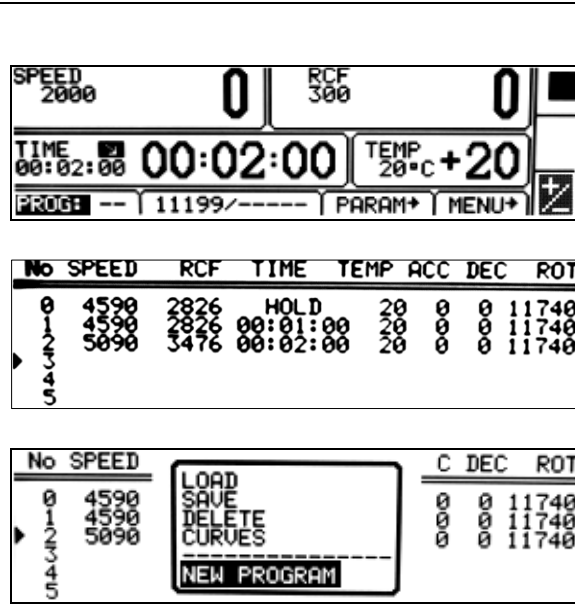 SPEED 0 RCF 0
2000 300
TIME 00:02:00 TEMP +20
00:02:00 20°C
PROG: -- 11199/----- PARAM→ MENU→ +/-
No SPEED RCF TIME TEMP ACC DEC ROT
0 4590 2826 HOLD 20 0 0 11740
1 4590 2826 00:01:00 20 0 0 11740
2 5090 3476 00:02:00 20 0 0 11740
3
4
5
No SPEED C DEC ROT
0 4590 0 0 11740
1 4590 0 0 11740
2 5090 0 0 11740
3
4
5
LOAD
SAVE
DELETE
CURVES
--------------------
NEW PROGRAM